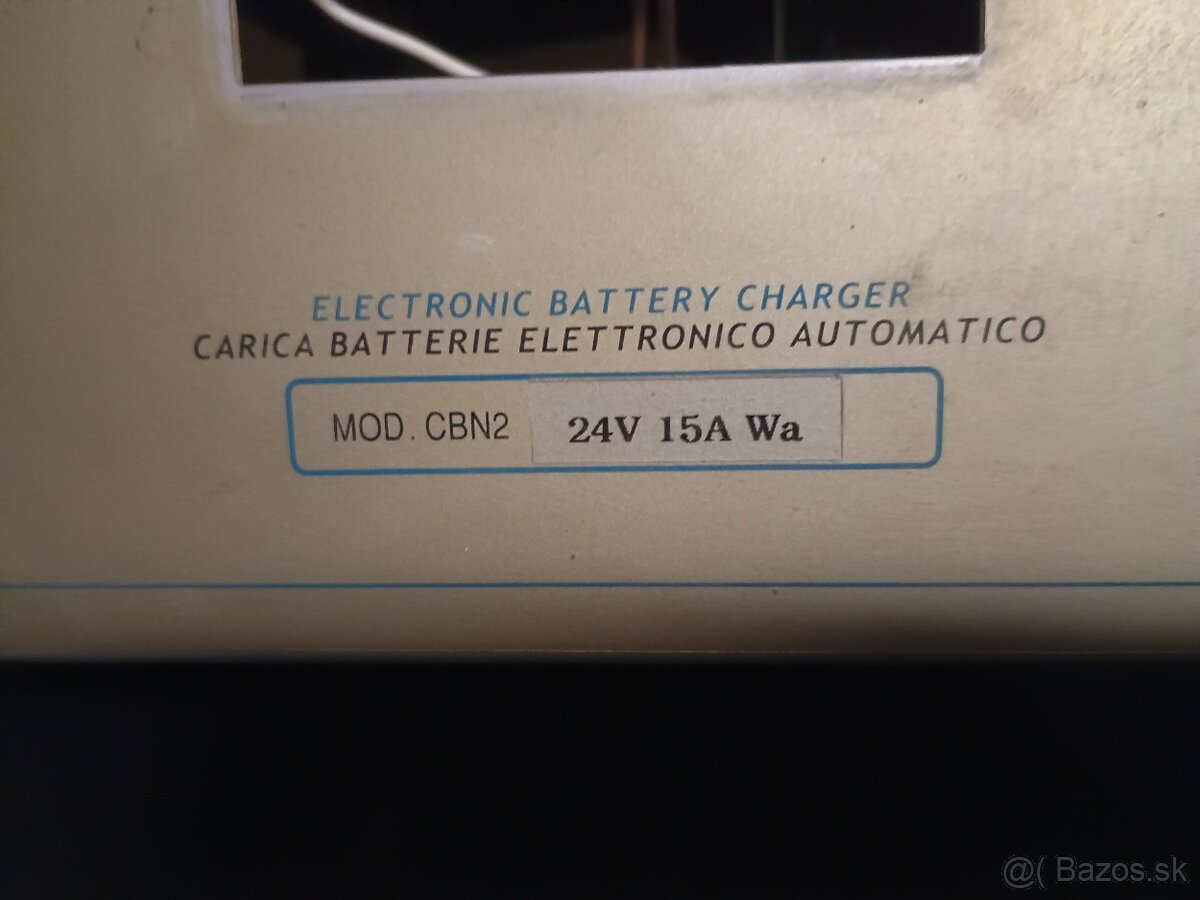 ELECTRONIC BATTERY CHARGER
CARICA BATTERIE ELETTRONICO AUTOMATICO
MOD. CBN2 24V 15A Wa
@( Bazos.sk